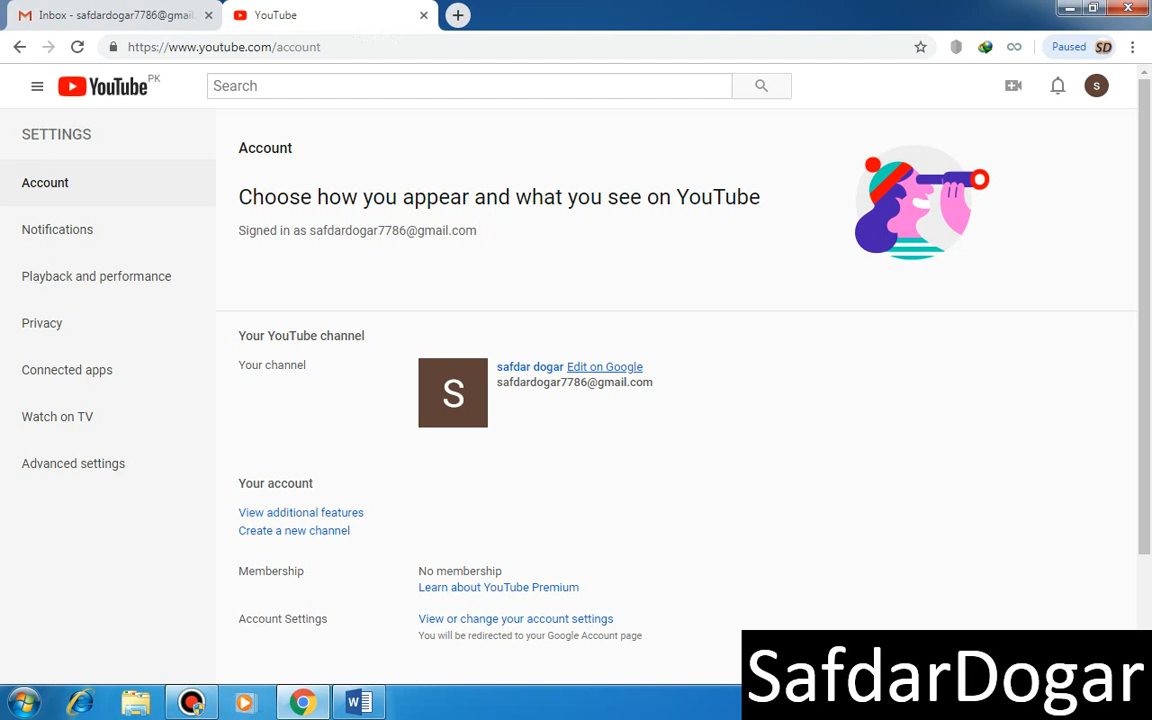 Inbox - safdardogar7786@gmail
YouTube
https://www.youtube.com/account
Paused SD
YouTube PK
Search
S
SETTINGS
Account
Notifications
Playback and performance
Privacy
Connected apps
Watch on TV
Advanced settings
Account
Choose how you appear and what you see on YouTube
Signed in as safdardogar7786@gmail.com
Your YouTube channel
Your channel
S
safdar dogar Edit on Google
safdardogar7786@gmail.com
Your account
View additional features
Create a new channel
Membership
No membership
Learn about YouTube Premium
Account Settings
View or change your account settings
You will be redirected to your Google Account page
SafdarDogar